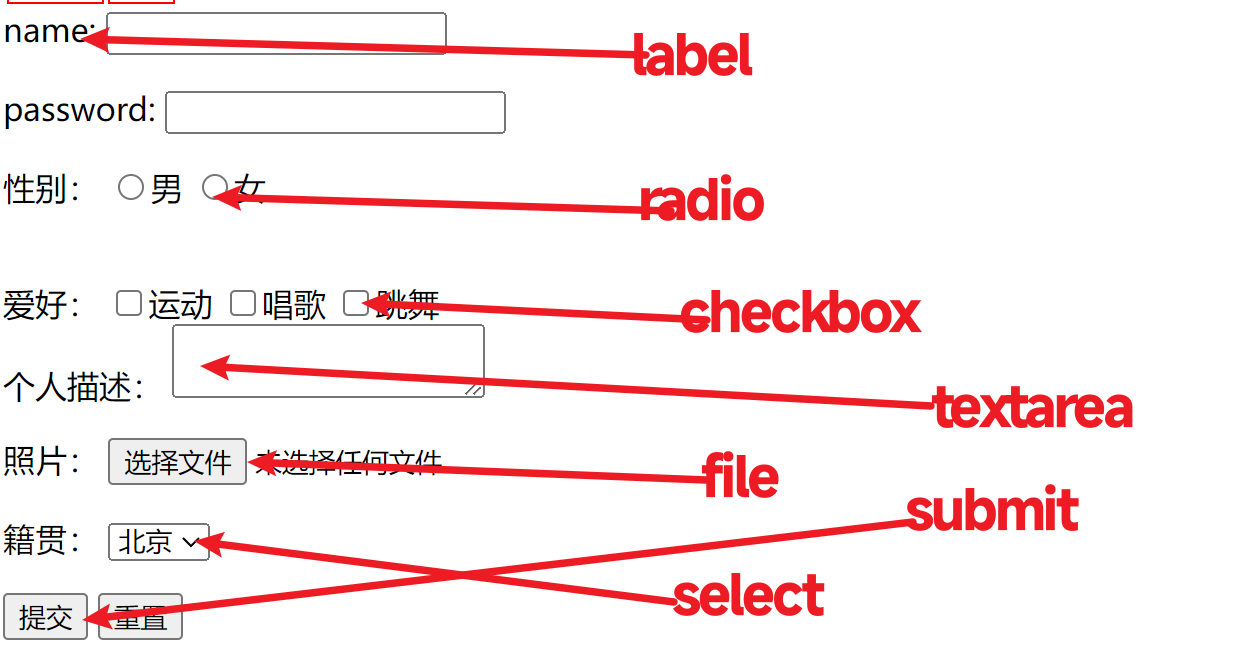 name:
label
password:
性别： 男 女
radio
爱好： 运动 唱歌 跳舞
checkbox
个人描述：
textarea
照片： 选择文件 未选择任何文件
file
submit
籍贯： 北京
select
提交 重置